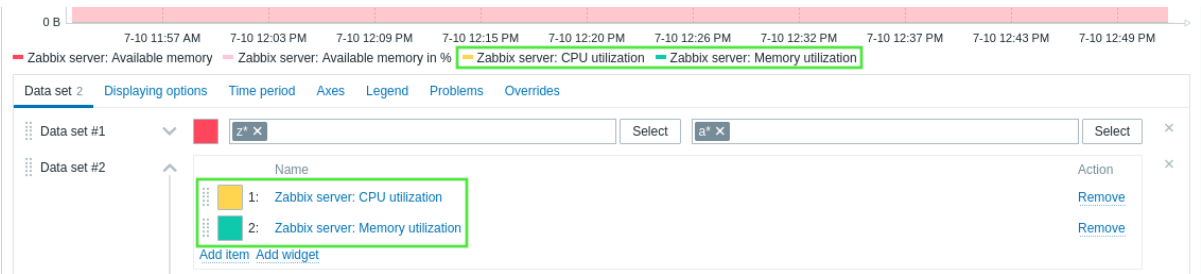 0 B
7-10 11:57 AM 7-10 12:03 PM 7-10 12:09 PM 7-10 12:15 PM 7-10 12:20 PM 7-10 12:26 PM 7-10 12:32 PM 7-10 12:37 PM 7-10 12:43 PM 7-10 12:49 PM
Zabbix server: Available memory Zabbix server: Available memory in % Zabbix server: CPU utilization Zabbix server: Memory utilization
Data set 2 Displaying options Time period Axes Legend Problems Overrides
Data set #1 z* Select a* Select
Data set #2 Name Action
1: Zabbix server: CPU utilization Remove
2: Zabbix server: Memory utilization Remove
Add item Add widget